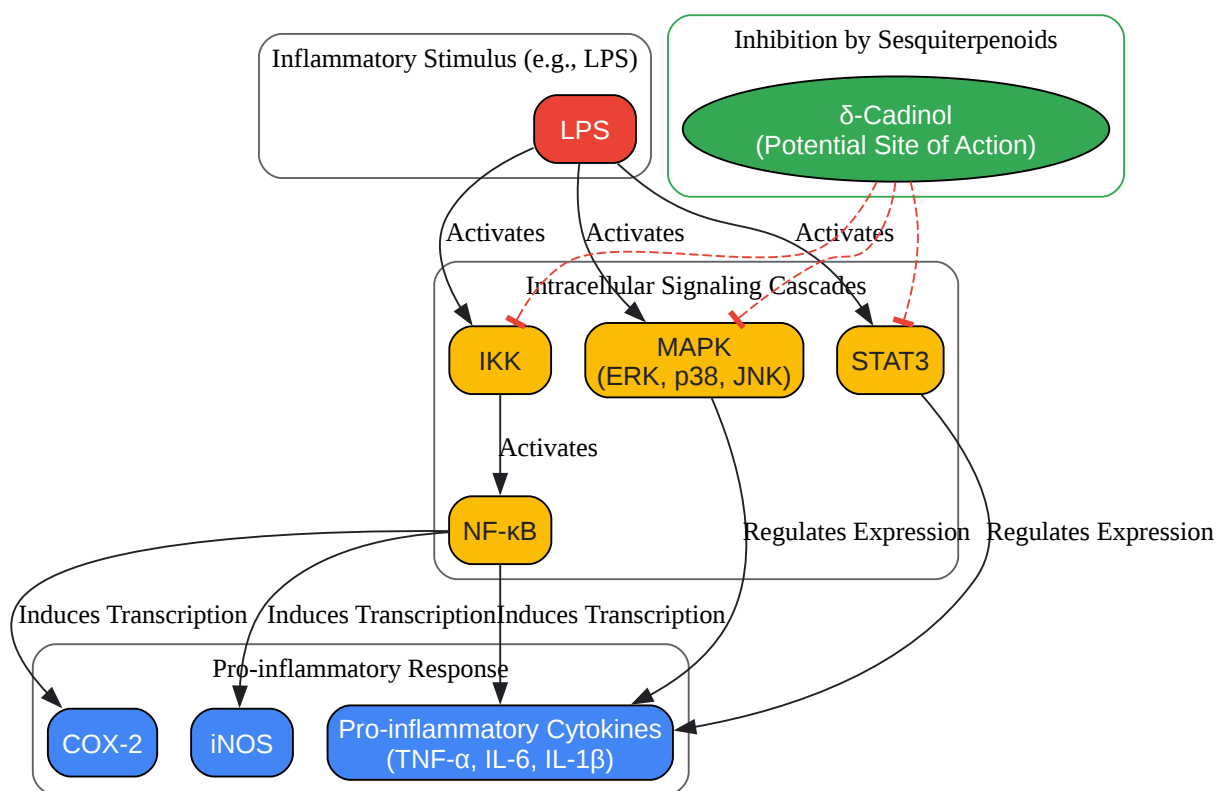 Inflammatory Stimulus (e.g., LPS)
Inhibition by Sesquiterpenoids
LPS
δ-Cadinol
(Potential Site of Action)
Activates
Activates
Activates
Intracellular Signaling Cascades
IKK
MAPK
(ERK, p38, JNK)
STAT3
Activates
NF-κB
Regulates Expression
Regulates Expression
Induces Transcription
Induces Transcription
Induces Transcription
Pro-inflammatory Response
COX-2
iNOS
Pro-inflammatory Cytokines
(TNF-α, IL-6, IL-1β)